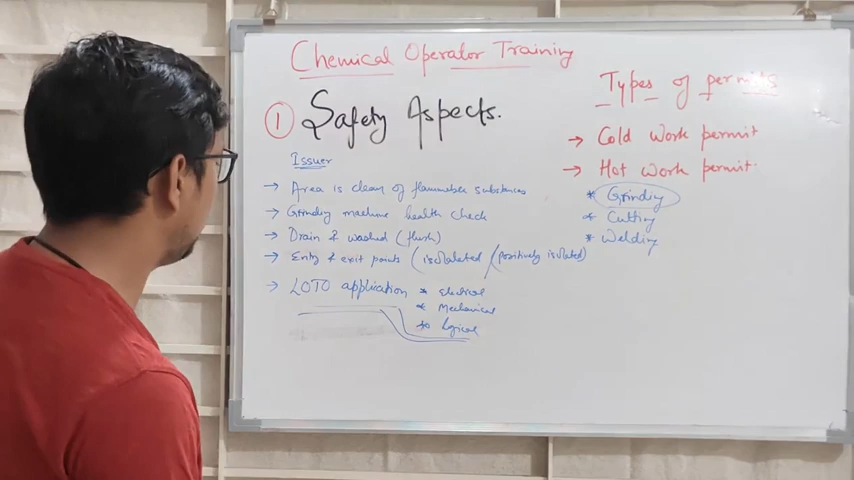 Chemical Operator Training
① Safety Aspects.
Issuer
→ Area is clean of flammeber substances
→ Grinding machine health check
→ Drain & washed (flush)
→ Entry & exit points (isolated / (positively isolated)
→ LOTO application * Electrical
* Mechanical
* Logical
Types of permits
→ Cold Work permit
→ Hot Work permit
* Grinding
* Cutting
* Welding